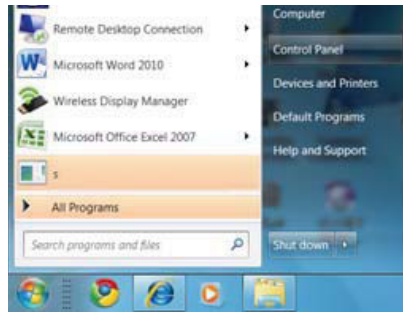 Remote Desktop Connection
Microsoft Word 2010
Wireless Display Manager
Microsoft Office Excel 2007
s
All Programs
Search programs and files
Computer
Control Panel
Devices and Printers
Default Programs
Help and Support
Shut down